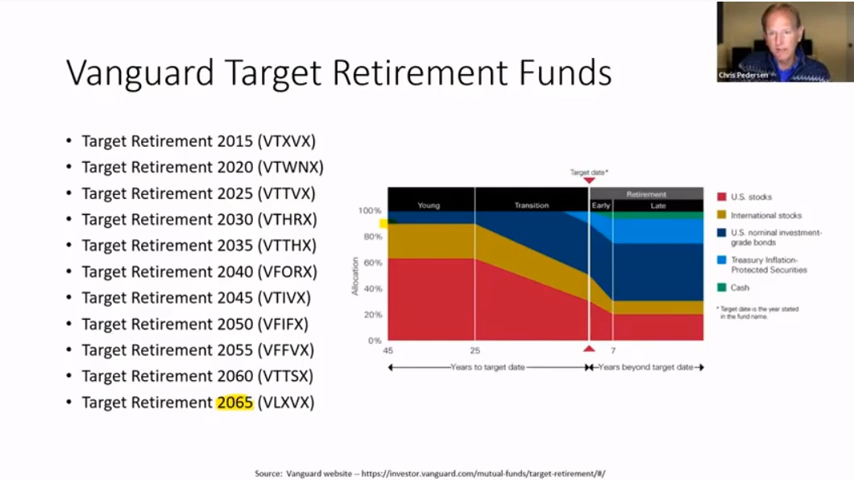 Chris Pedersen
Vanguard Target Retirement Funds
• Target Retirement 2015 (VTXVX)
• Target Retirement 2020 (VTWNX)
• Target Retirement 2025 (VTTVX)
• Target Retirement 2030 (VTHRX)
• Target Retirement 2035 (VTTHX)
• Target Retirement 2040 (VFORX)
• Target Retirement 2045 (VTIVX)
• Target Retirement 2050 (VFIFX)
• Target Retirement 2055 (VFFVX)
• Target Retirement 2060 (VTTSX)
• Target Retirement 2065 (VLXVX)
Target date*
Retirement
Young Transition Early Late
100%
80%
60%
40%
20%
0%
Allocation
45 25 7
Years to target date Years beyond target date
U.S. stocks
International stocks
U.S. nominal investment-
grade bonds
Treasury Inflation-
Protected Securities
Cash
* Target date is the year stated
in the fund name.
Source: Vanguard website -- https://investor.vanguard.com/mutual-funds/target-retirement/#/